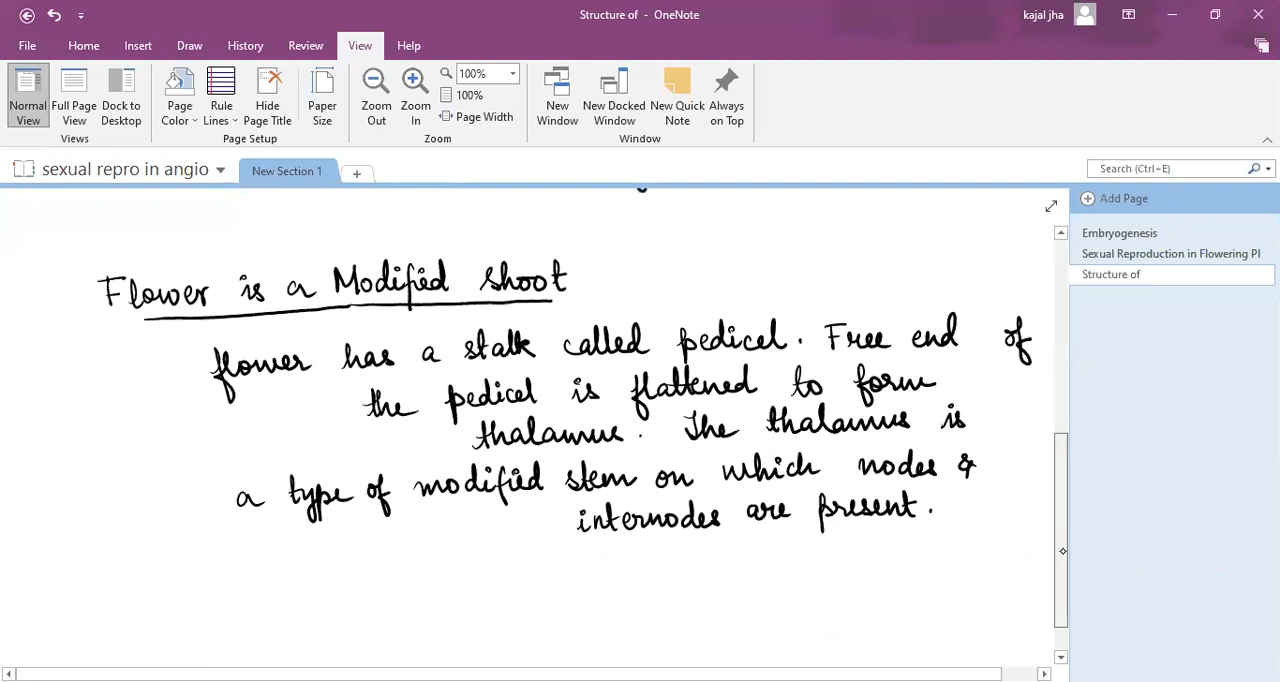 Structure of - OneNote
kajal jha
File Home Insert Draw History Review View Help
Normal View
Full Page View
Dock to Desktop
Views
Page Color
Rule Lines
Hide Page Title
Paper Size
Page Setup
Zoom Out
Zoom In
100%
100%
Page Width
Zoom
New Window
New Docked Window
New Quick Note
Always on Top
Window
sexual repro in angio
New Section 1
Search (Ctrl+E)
Add Page
Embryogenesis
Sexual Reproduction in Flowering Pl
Structure of
Flower is a Modified shoot
flower has a stalk called pedicel. Free end of
the pedicel is flattened to form
thalamus. The thalamus is
a type of modified stem on which nodes &
internodes are present.